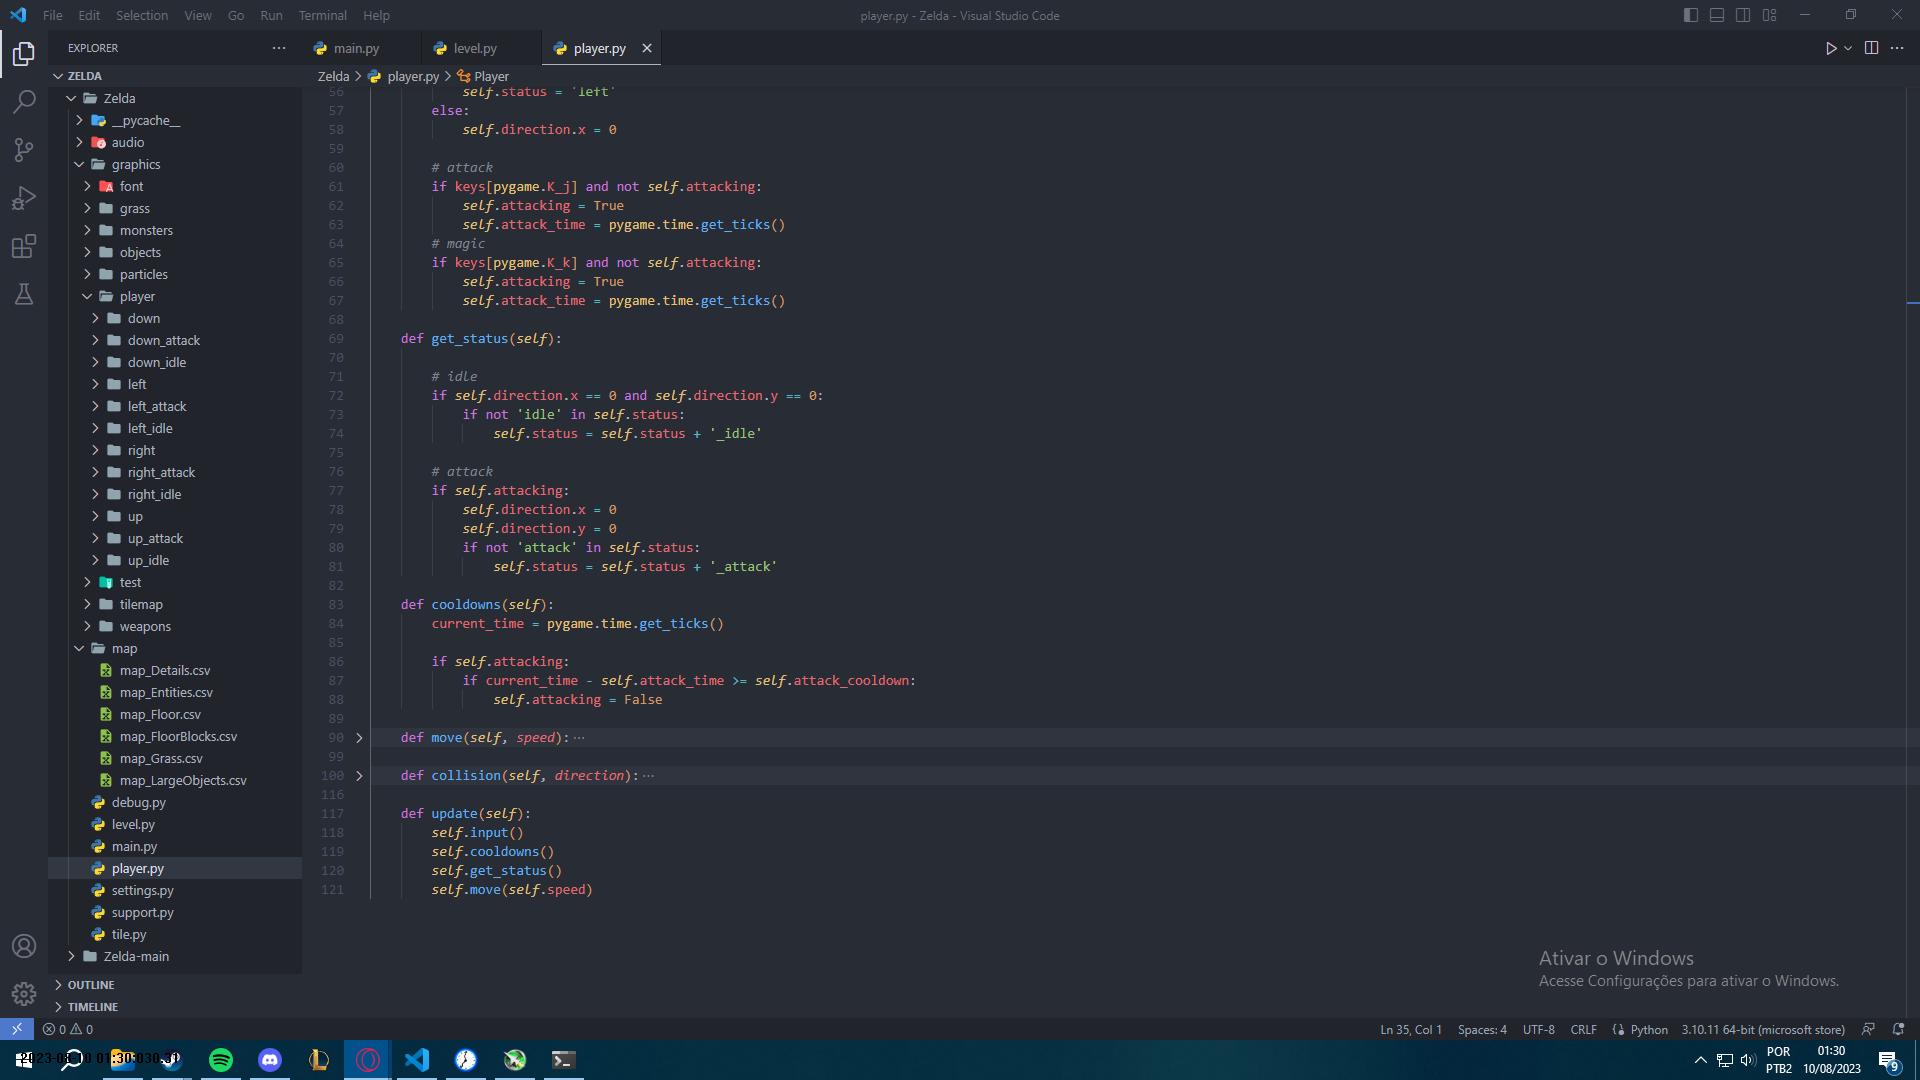 File Edit Selection View Go Run Terminal Help
player.py - Zelda - Visual Studio Code
EXPLORER
main.py
level.py
player.py
ZELDA
Zelda > player.py > Player
Zelda
__pycache__
audio
graphics
font
grass
monsters
objects
particles
player
down
down_attack
down_idle
left
left_attack
left_idle
right
right_attack
right_idle
up
up_attack
up_idle
test
tilemap
weapons
map
map_Details.csv
map_Entities.csv
map_Floor.csv
map_FloorBlocks.csv
map_Grass.csv
map_LargeObjects.csv
debug.py
level.py
main.py
player.py
settings.py
support.py
tile.py
Zelda-main
OUTLINE
TIMELINE
56 self.status = 'left'
57 else:
58 self.direction.x = 0
59
60 # attack
61 if keys[pygame.K_j] and not self.attacking:
62 self.attacking = True
63 self.attack_time = pygame.time.get_ticks()
64 # magic
65 if keys[pygame.K_k] and not self.attacking:
66 self.attacking = True
67 self.attack_time = pygame.time.get_ticks()
68
69 def get_status(self):
70
71 # idle
72 if self.direction.x == 0 and self.direction.y == 0:
73 if not 'idle' in self.status:
74 self.status = self.status + '_idle'
75
76 # attack
77 if self.attacking:
78 self.direction.x = 0
79 self.direction.y = 0
80 if not 'attack' in self.status:
81 self.status = self.status + '_attack'
82
83 def cooldowns(self):
84 current_time = pygame.time.get_ticks()
85
86 if self.attacking:
87 if current_time - self.attack_time >= self.attack_cooldown:
88 self.attacking = False
89
90 def move(self, speed): ···
99
100 def collision(self, direction): ···
116
117 def update(self):
118 self.input()
119 self.cooldowns()
120 self.get_status()
121 self.move(self.speed)
Ativar o Windows
Acesse Configurações para ativar o Windows.
0 0
Ln 35, Col 1 Spaces: 4 UTF-8 CRLF Python 3.10.11 64-bit (microsoft store)
POR
PTB2
01:30
10/08/2023
9